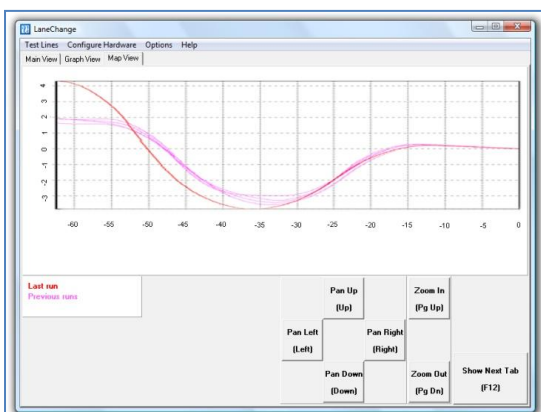 LaneChange
Test Lines Configure Hardware Options Help
Main View Graph View Map View
4
3
2
1
0
-1
-2
-3
-60 -55 -50 -45 -40 -35 -30 -25 -20 -15 -10 -5 0
Last run
Previous runs
Pan Up
(Up)
Zoom In
(Pg Up)
Pan Left
(Left)
Pan Right
(Right)
Pan Down
(Down)
Zoom Out
(Pg Dn)
Show Next Tab
(F12)